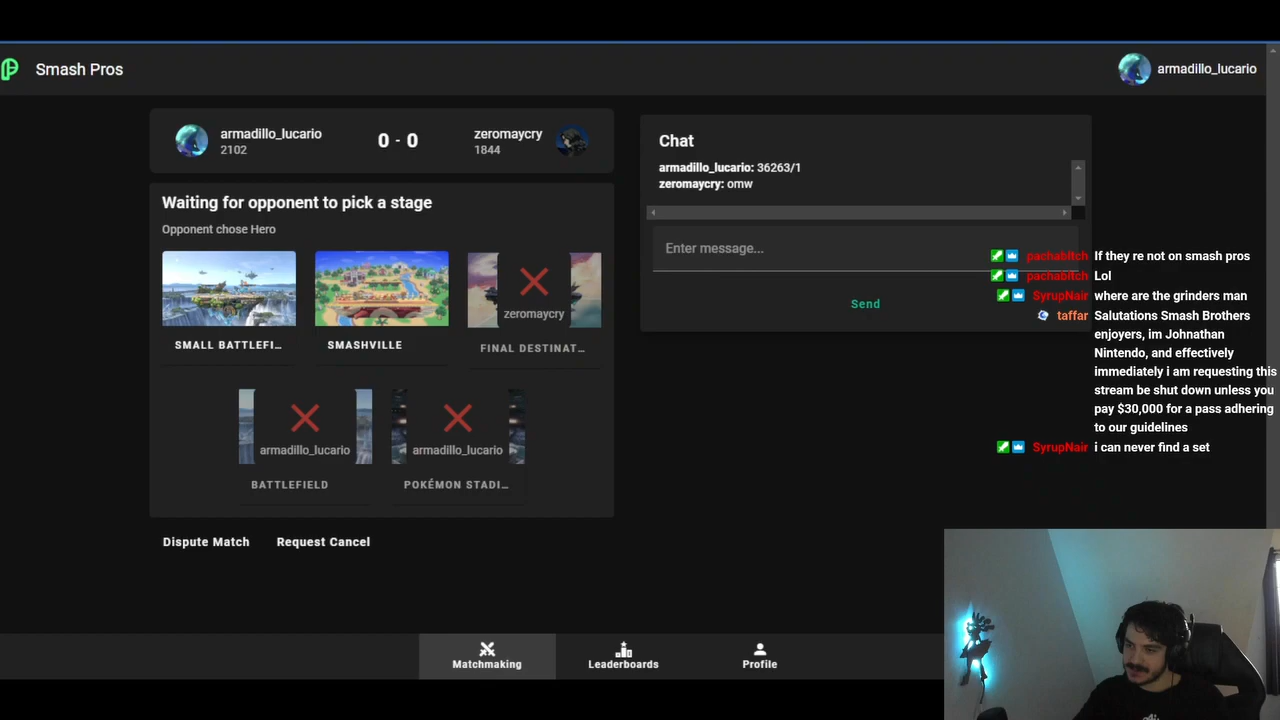 Smash Pros
armadillo_lucario
armadillo_lucario
2102
0 - 0
zeromaycry
1844
Waiting for opponent to pick a stage
Opponent chose Hero
SMALL BATTLEFI...
SMASHVILLE
zeromaycry
FINAL DESTINAT...
armadillo_lucario
BATTLEFIELD
armadillo_lucario
POKÉMON STADI...
Dispute Match
Request Cancel
Chat
armadillo_lucario: 36263/1
zeromaycry: omw
Enter message...
Send
pachab!tch If they re not on smash pros
pachab!tch Lol
SyrupNair where are the grinders man
taffar Salutations Smash Brothers
enjoyers, im Johnathan
Nintendo, and effectively
immediately i am requesting this
stream be shut down unless you
pay $30,000 for a pass adhering
to our guidelines
SyrupNair i can never find a set
Matchmaking
Leaderboards
Profile